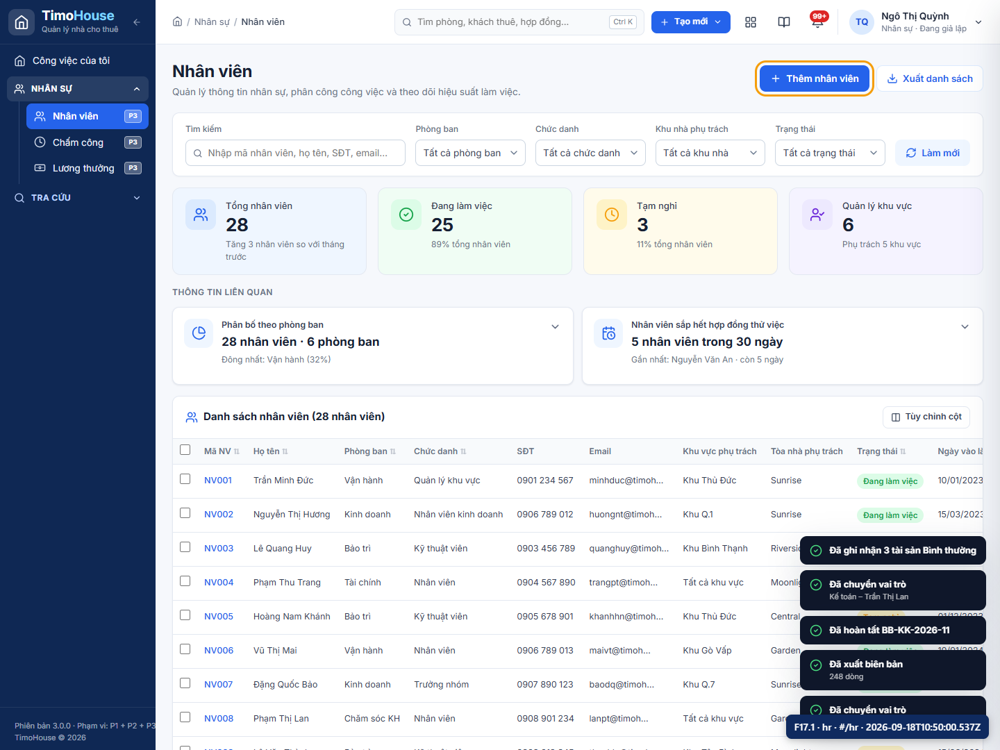 TimoHouse
Quản lý nhà cho thuê
Công việc của tôi
NHÂN SỰ
Nhân viên P3
Chấm công P3
Lương thưởng P3
TRA CỨU
Phiên bản 3.0.0 · Phạm vi: P1 + P2 + P3
TimoHouse © 2026
/ Nhân sự / Nhân viên
Tìm phòng, khách thuê, hợp đồng... Ctrl K
Tạo mới
99+
TQ
Ngô Thị Quỳnh
Nhân sự · Đang giả lập
Nhân viên
Quản lý thông tin nhân sự, phân công công việc và theo dõi hiệu suất làm việc.
Thêm nhân viên
Xuất danh sách
Tìm kiếm Phòng ban Chức danh Khu nhà phụ trách Trạng thái
Nhập mã nhân viên, họ tên, SĐT, email... Tất cả phòng ban Tất cả chức danh Tất cả khu nhà Tất cả trạng thái Làm mới
Tổng nhân viên
28
Tăng 3 nhân viên so với tháng
trước
Đang làm việc
25
89% tổng nhân viên
Tạm nghỉ
3
11% tổng nhân viên
Quản lý khu vực
6
Phụ trách 5 khu vực
THÔNG TIN LIÊN QUAN
Phân bố theo phòng ban
28 nhân viên · 6 phòng ban
Đông nhất: Vận hành (32%)
Nhân viên sắp hết hợp đồng thử việc
5 nhân viên trong 30 ngày
Gần nhất: Nguyễn Văn An · còn 5 ngày
Danh sách nhân viên (28 nhân viên)
Tùy chỉnh cột
Mã NV Họ tên Phòng ban Chức danh SĐT Email Khu vực phụ trách Tòa nhà phụ trách Trạng thái Ngày vào
NV001 Trần Minh Đức Vận hành Quản lý khu vực 0901 234 567 minhduc@timoh... Khu Thủ Đức Sunrise Đang làm việc 10/01/2023
NV002 Nguyễn Thị Hương Kinh doanh Nhân viên kinh doanh 0906 789 012 huongnt@timoh... Khu Q.1 Sunrise Đang làm việc 15/03/2023
NV003 Lê Quang Huy Bảo trì Kỹ thuật viên 0903 456 789 quanghuy@timoh... Khu Bình Thạnh
NV004 Phạm Thu Trang Tài chính Nhân viên 0904 567 890 trangpt@timoh... Tất cả khu vực
NV005 Hoàng Nam Khánh Bảo trì Kỹ thuật viên 0905 678 901 khanhhn@timoh... Khu Thủ Đức Central
NV006 Vũ Thị Mai Vận hành Nhân viên 0906 789 013 maivt@timoh... Khu Gò Vấp Garden
NV007 Đặng Quốc Bảo Kinh doanh Trưởng nhóm 0907 890 123 baodq@timoh... Khu Q.7 Sunrise
NV008 Phạm Thị Lan Chăm sóc KH Nhân viên 0908 901 234 lanpt@timoh... Tất cả khu vực
Đã ghi nhận 3 tài sản Bình thường
Đã chuyển vai trò
Kế toán – Trần Thị Lan
Đã hoàn tất BB-KK-2026-11
Đã xuất biên bản
248 dòng
Đã chuyển vai trò
F17.1 · hr · #/hr · 2026-09-18T10:50:00.537Z